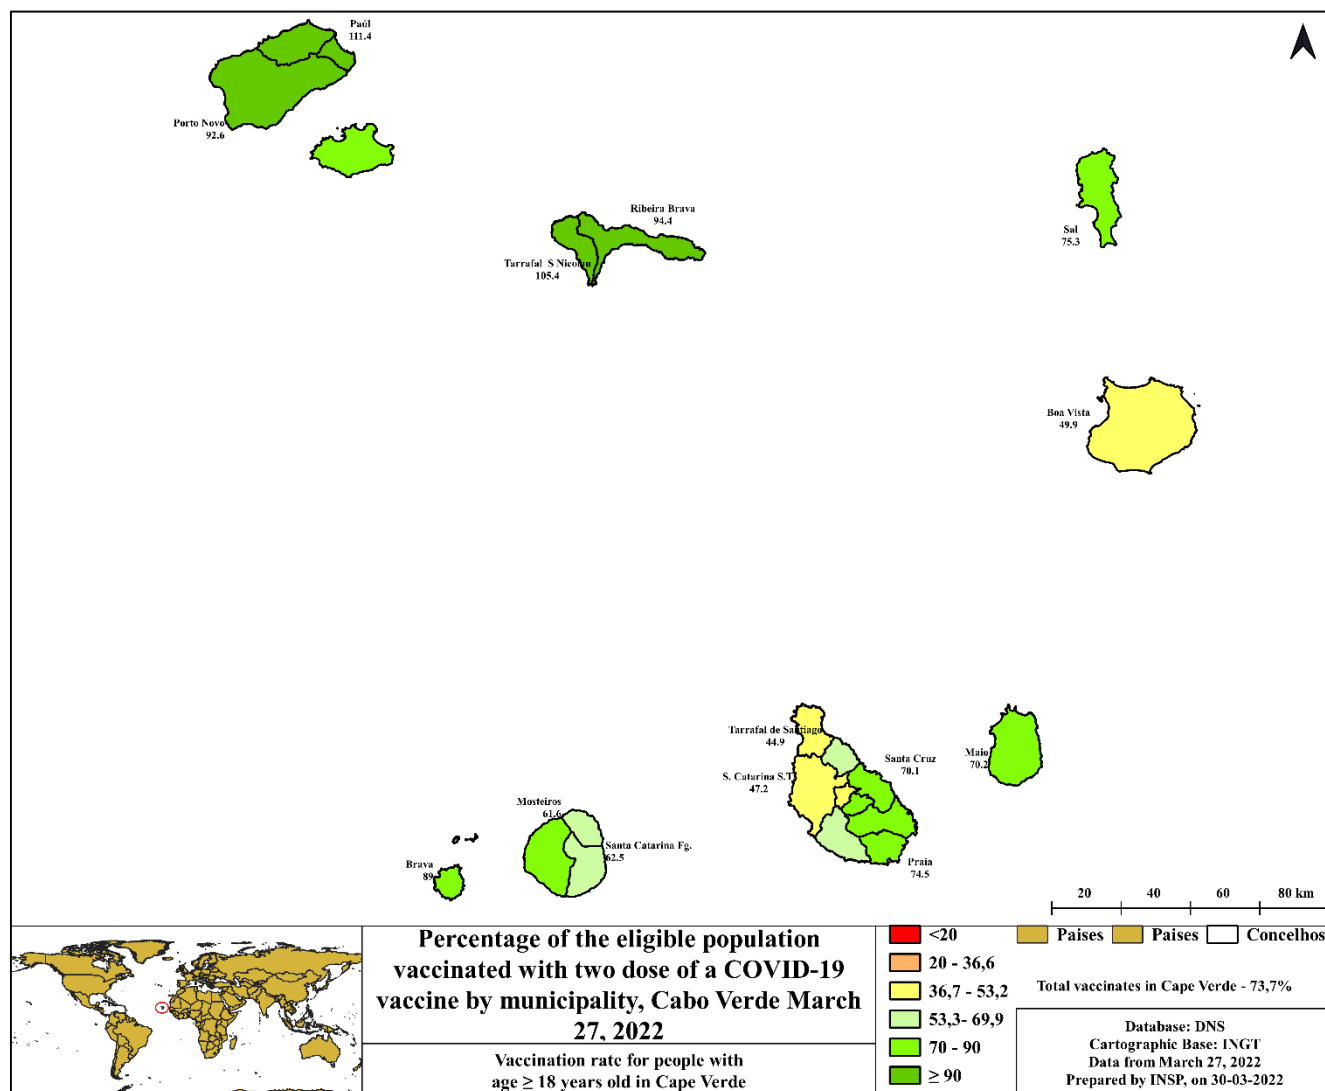 Paúl
111.4
Porto Novo
92.6
Ribeira Brava
94.4
Tarrafal S Nicolau
105.4
Sal
75.3
Boa Vista
49.9
Tarrafal de Santiago
44.9
Santa Cruz
70.1
Maio
70.2
S. Catarina S.T
47.2
Mosteiros
61.6
Santa Catarina Fg.
62.5
Brava
89
Praia
74.5
20 40 60 80 km
Percentage of the eligible population
vaccinated with two dose of a COVID-19
vaccine by municipality, Cabo Verde March
27, 2022
Vaccination rate for people with
age ≥ 18 years old in Cape Verde
<20
20 - 36,6
36,7 - 53,2
53,3- 69,9
70 - 90
≥ 90
Paises Paises Concelhos
Total vaccinates in Cape Verde - 73,7%
Database: DNS
Cartographic Base: INGT
Data from March 27, 2022
Prepared by INSP, on 30-03-2022